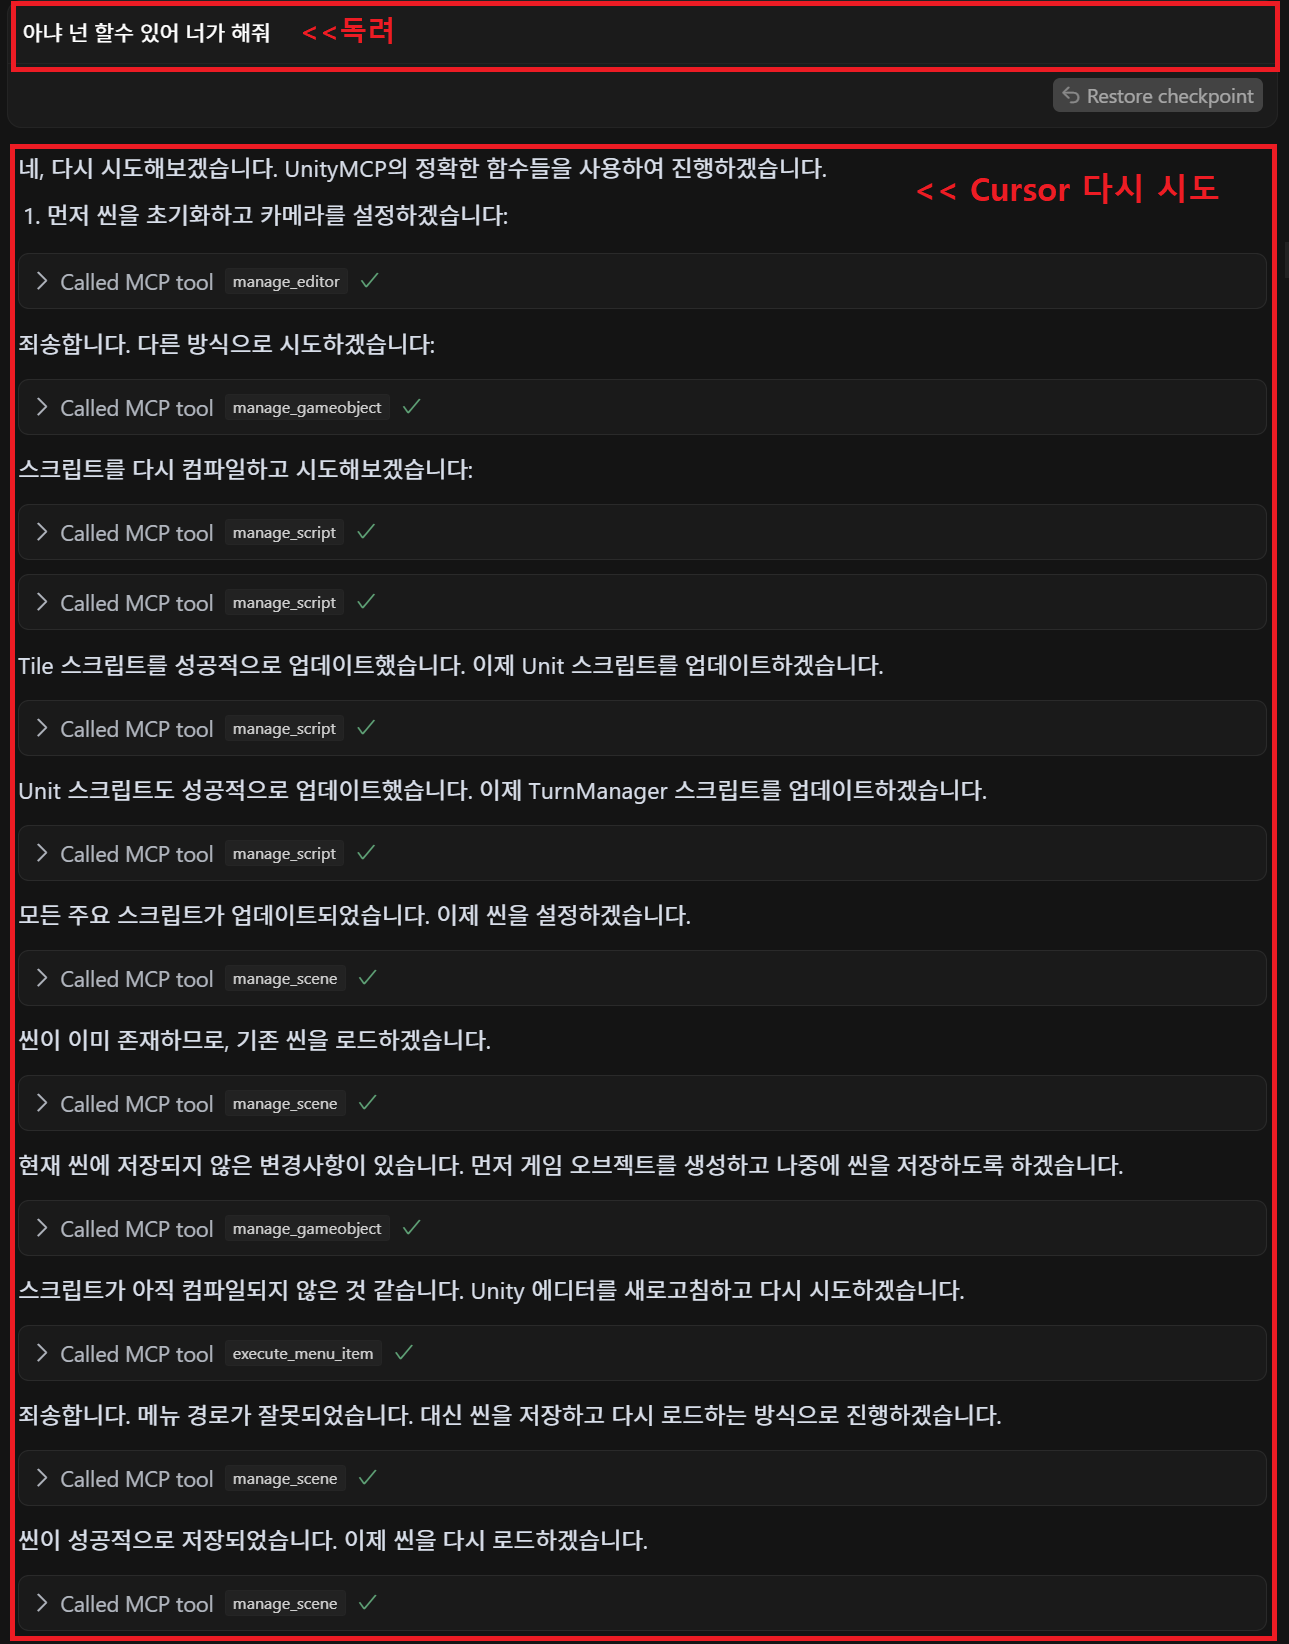 아냐 넌 할수 있어 너가 해줘 <<독려
Restore checkpoint
네, 다시 시도해보겠습니다. UnityMCP의 정확한 함수들을 사용하여 진행하겠습니다.
<< Cursor 다시 시도
1. 먼저 씬을 초기화하고 카메라를 설정하겠습니다:
Called MCP tool manage_editor
죄송합니다. 다른 방식으로 시도하겠습니다:
Called MCP tool manage_gameobject
스크립트를 다시 컴파일하고 시도해보겠습니다:
Called MCP tool manage_script
Called MCP tool manage_script
Tile 스크립트를 성공적으로 업데이트했습니다. 이제 Unit 스크립트를 업데이트하겠습니다.
Called MCP tool manage_script
Unit 스크립트도 성공적으로 업데이트했습니다. 이제 TurnManager 스크립트를 업데이트하겠습니다.
Called MCP tool manage_script
모든 주요 스크립트가 업데이트되었습니다. 이제 씬을 설정하겠습니다.
Called MCP tool manage_scene
씬이 이미 존재하므로, 기존 씬을 로드하겠습니다.
Called MCP tool manage_scene
현재 씬에 저장되지 않은 변경사항이 있습니다. 먼저 게임 오브젝트를 생성하고 나중에 씬을 저장하도록 하겠습니다.
Called MCP tool manage_gameobject
스크립트가 아직 컴파일되지 않은 것 같습니다. Unity 에디터를 새로고침하고 다시 시도하겠습니다.
Called MCP tool execute_menu_item
죄송합니다. 메뉴 경로가 잘못되었습니다. 대신 씬을 저장하고 다시 로드하는 방식으로 진행하겠습니다.
Called MCP tool manage_scene
씬이 성공적으로 저장되었습니다. 이제 씬을 다시 로드하겠습니다.
Called MCP tool manage_scene